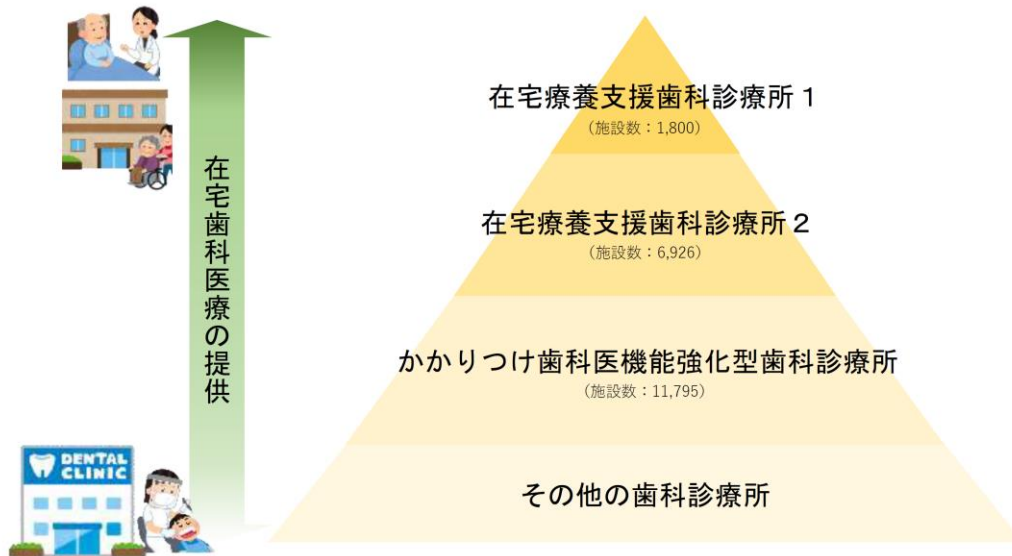 在宅療養支援歯科診療所１
（施設数：1,800）
在宅療養支援歯科診療所２
（施設数：6,926）
かかりつけ歯科医機能強化型歯科診療所
（施設数：11,795）
その他の歯科診療所
在宅歯科医療の提供
DENTAL
CLINIC